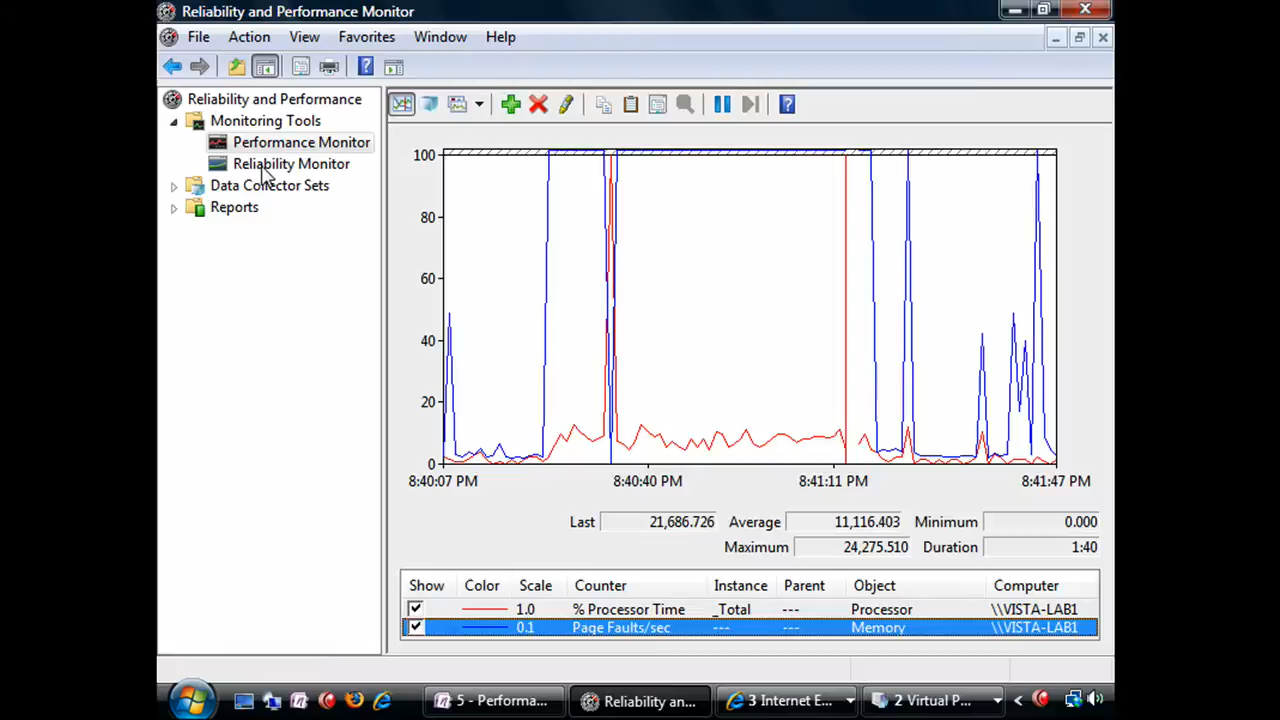 Reliability and Performance Monitor
File Action View Favorites Window Help
Reliability and Performance
Monitoring Tools
Performance Monitor
Reliability Monitor
Data Collector Sets
Reports
100
80
60
40
20
0
8:40:07 PM 8:40:40 PM 8:41:11 PM 8:41:47 PM
Last 21,686.726 Average 11,116.403 Minimum 0.000
Maximum 24,275.510 Duration 1:40
Show Color Scale Counter Instance Parent Object Computer
1.0 % Processor Time _Total --- Processor \\VISTA-LAB1
0.1 Page Faults/sec --- --- Memory \\VISTA-LAB1
5 - Performa... Reliability an... 3 Internet E... 2 Virtual P...